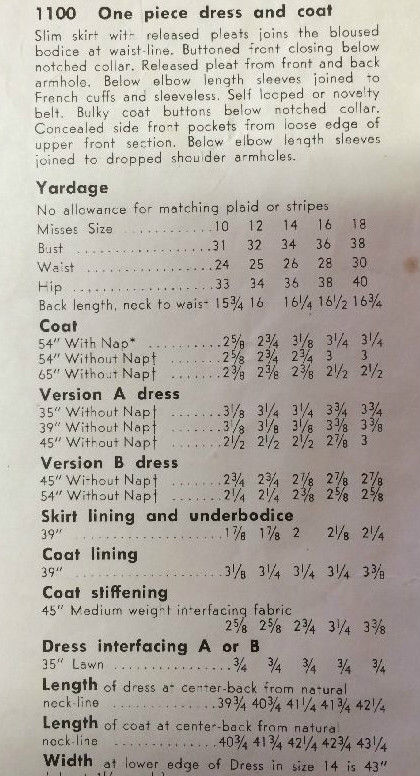 1100 One piece dress and coat
Slim skirt with released pleats joins the bloused
bodice at waist-line. Buttoned front closing below
notched collar. Released pleat from front and back
armhole. Below elbow length sleeves joined to
French cuffs and sleeveless. Self looped or novelty
belt. Bulky coat buttons below notched collar.
Concealed side front pockets from loose edge of
upper front section. Below elbow length sleeves
joined to dropped shoulder armholes.
Yardage
No allowance for matching plaid or stripes
Misses Size ............10 12 14 16 18
Bust ..................31 32 34 36 38
Waist .................24 25 26 28 30
Hip ...................33 34 36 38 40
Back length, neck to waist 15¾ 16 16¼ 16½ 16¾
Coat
54" With Nap* ..........2⅝ 2¾ 3⅛ 3¼ 3¼
54" Without Nap† .......2⅝ 2¾ 2¾ 3 3
65" Without Nap† .......2⅜ 2⅜ 2⅜ 2½ 2½
Version A dress
35" Without Nap† .......3⅛ 3¼ 3¼ 3¾ 3¾
39" Without Nap† .......3⅛ 3⅛ 3⅛ 3⅜ 3⅜
45" Without Nap† .......2½ 2½ 2½ 2⅞ 3
Version B dress
45" Without Nap† .......2¾ 2¾ 2⅞ 2⅞ 2⅞
54" Without Nap† .......2¼ 2¼ 2⅜ 2⅝ 2⅝
Skirt lining and underbodice
39" ...................1⅞ 1⅞ 2 2⅛ 2¼
Coat lining
39" ...................3⅛ 3¼ 3¼ 3¼ 3⅜
Coat stiffening
45" Medium weight interfacing fabric
2⅝ 2⅝ 2¾ 3¼ 3⅜
Dress interfacing A or B
35" Lawn ...............¾ ¾ ¾ ¾ ¾
Length of dress at center-back from natural
neck-line ..............39¾ 40¾ 41¼ 41¾ 42¼
Length of coat at center-back from natural
neck-line ..............40¾ 41¾ 42¼ 42¾ 43¼
Width at lower edge of Dress in size 14 is 43"